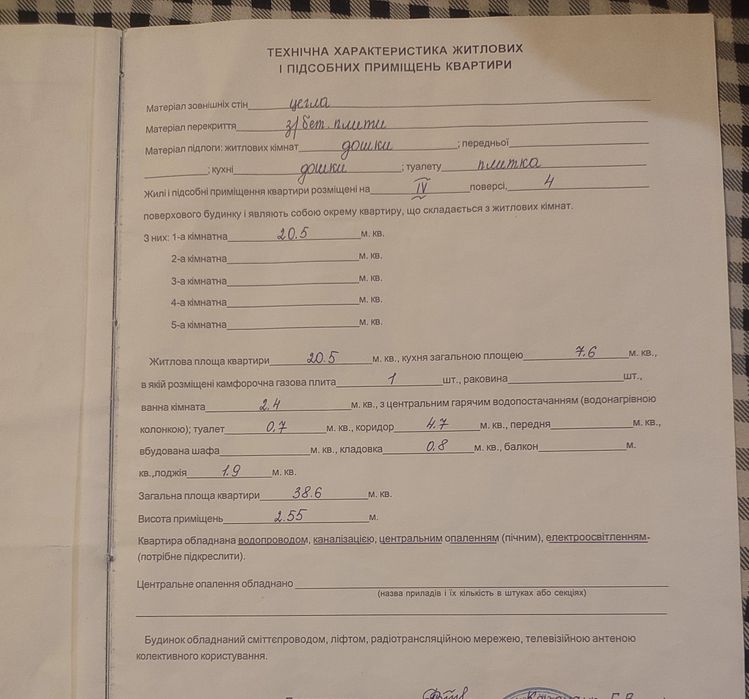 ТЕХНІЧНА ХАРАКТЕРИСТИКА ЖИТЛОВИХ
І ПІДСОБНИХ ПРИМІЩЕНЬ КВАРТИРИ
Матеріал зовнішніх стін цегла
Матеріал перекриття з/бет. плити
Матеріал підлоги: житлових кімнат дошки ; передньої
; кухні дошки ; туалету плитка
Жилі і підсобні приміщення квартири розміщені на IV поверсі, 4
поверхового будинку і являють собою окрему квартиру, що складається з житлових кімнат.
З них: 1-а кімнатна 20.5 м. кв.
2-а кімнатна м. кв.
3-а кімнатна м. кв.
4-а кімнатна м. кв.
5-а кімнатна м. кв.
Житлова площа квартири 20.5 м. кв., кухня загальною площею 7.6 м. кв.,
в якій розміщені камфорочна газова плита 1 шт., раковина шт.,
ванна кімната 2.4 м. кв., з центральним гарячим водопостачанням (водонагрівною
колонкою); туалет 0.7 м. кв., коридор 4.7 м. кв., передня м. кв.,
вбудована шафа м. кв., кладовка 0.8 м. кв., балкон м.
кв.,лоджія 1.9 м. кв.
Загальна площа квартири 38.6 м. кв.
Висота приміщень 2.55 м.
Квартира обладнана водопроводом, каналізацією, центральним опаленням (пічним), електроосвітленням-
(потрібне підкреслити).
Центральне опалення обладнано
(назва приладів і їх кількість в штуках або секціях)
Будинок обладнаний сміттєпроводом, ліфтом, радіотрансляційною мережею, телевізійною антеною
колективного користування.